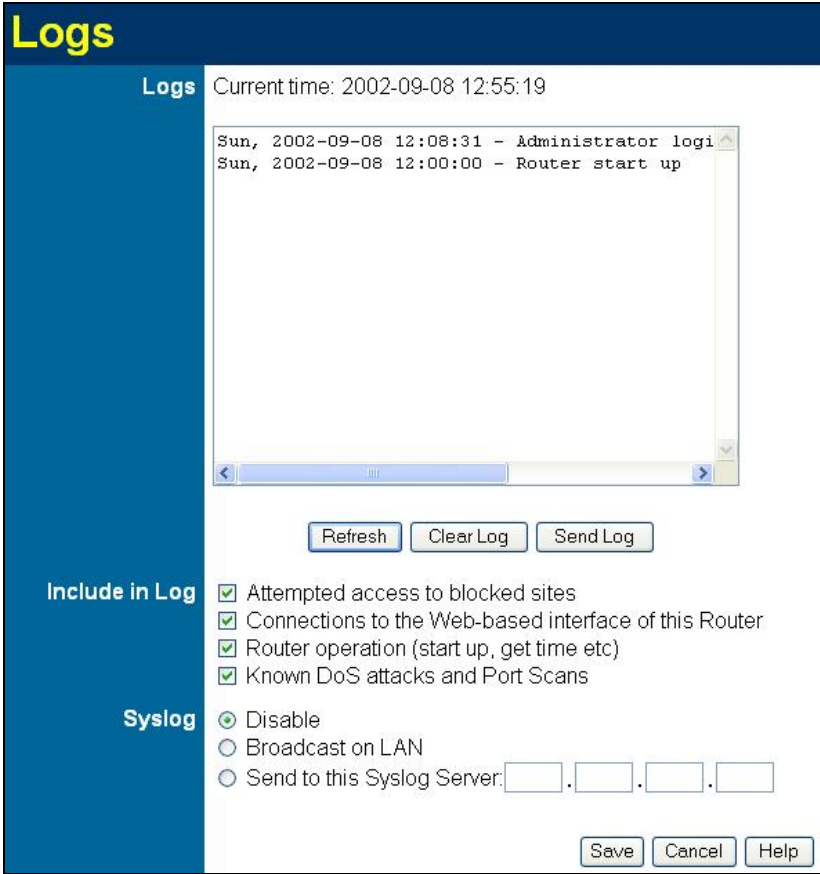 Logs
Logs Current time: 2002-09-08 12:55:19
Sun, 2002-09-08 12:08:31 - Administrator logi
Sun, 2002-09-08 12:00:00 - Router start up
Refresh Clear Log Send Log
Include in Log Attempted access to blocked sites
Connections to the Web-based interface of this Router
Router operation (start up, get time etc)
Known DoS attacks and Port Scans
Syslog Disable
Broadcast on LAN
Send to this Syslog Server: . . .
Save Cancel Help